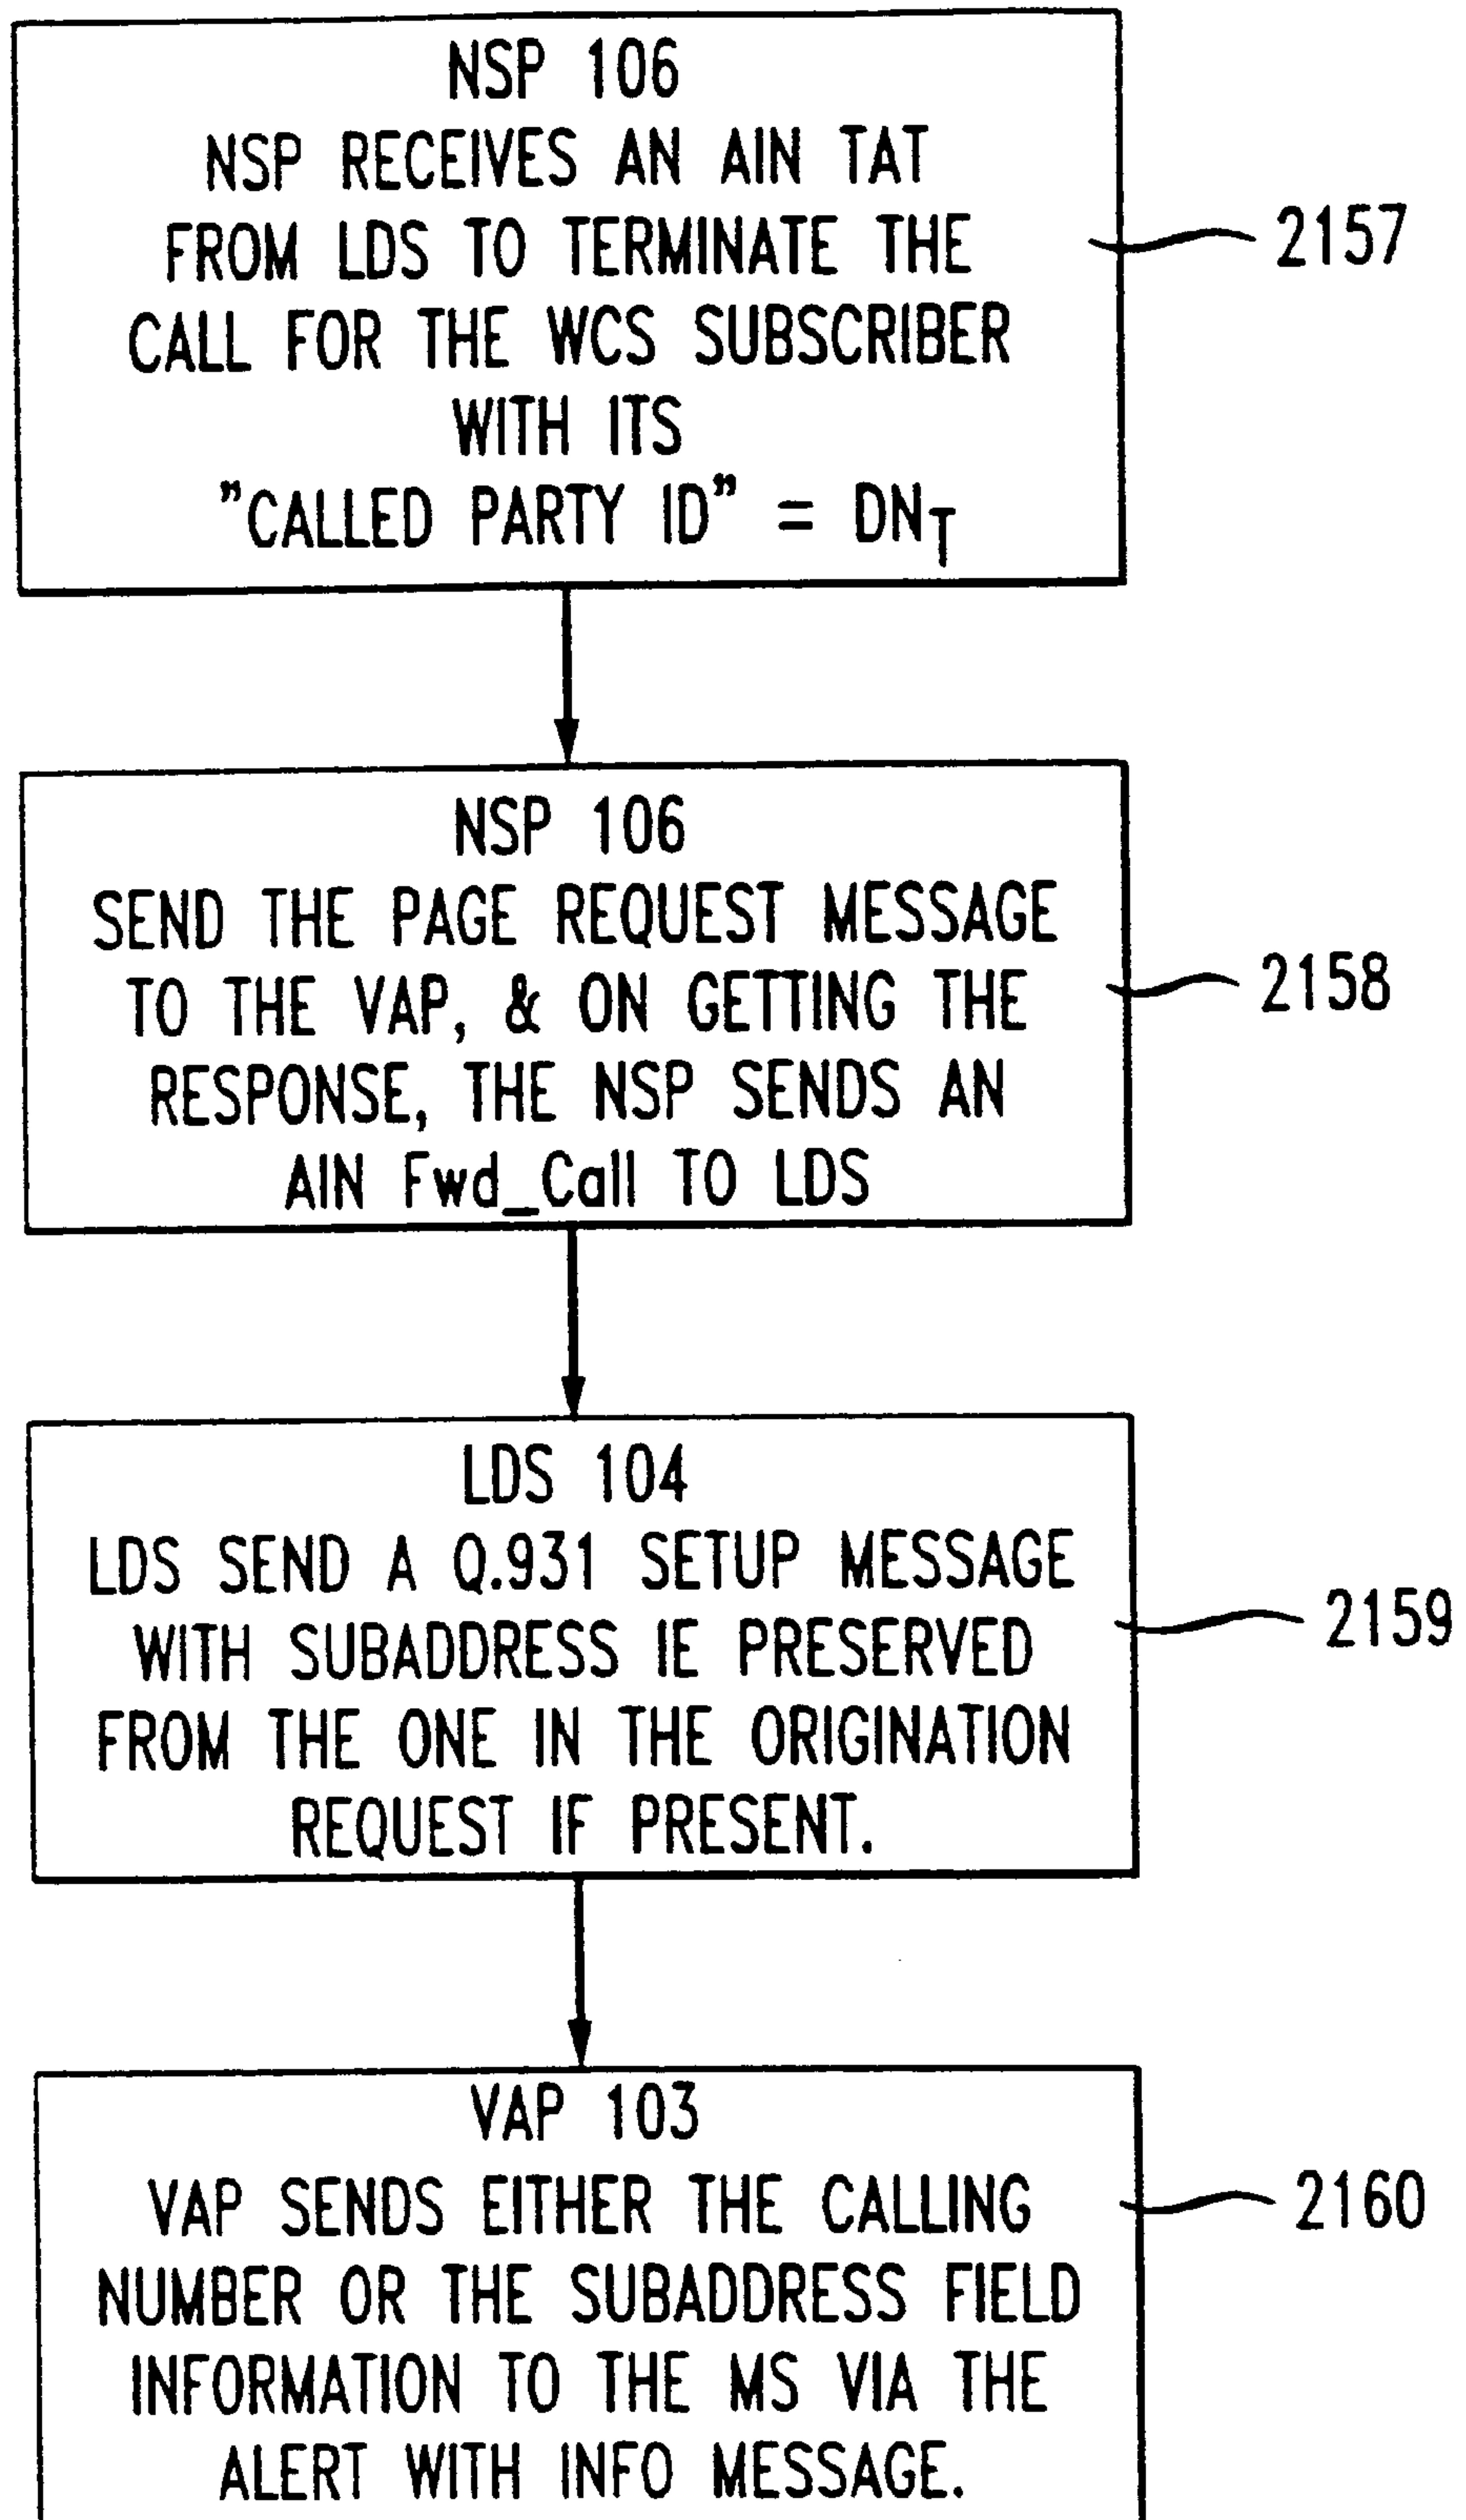 NSP 106
NSP RECEIVES AN AIN TAT
FROM LDS TO TERMINATE THE
CALL FOR THE WCS SUBSCRIBER
WITH ITS
"CALLED PARTY ID" = DNT
2157
NSP 106
SEND THE PAGE REQUEST MESSAGE
TO THE VAP, & ON GETTING THE
RESPONSE, THE NSP SENDS AN
AIN Fwd_Call TO LDS
2158
LDS 104
LDS SEND A Q.931 SETUP MESSAGE
WITH SUBADDRESS IE PRESERVED
FROM THE ONE IN THE ORIGINATION
REQUEST IF PRESENT.
2159
VAP 103
VAP SENDS EITHER THE CALLING
NUMBER OR THE SUBADDRESS FIELD
INFORMATION TO THE MS VIA THE
ALERT WITH INFO MESSAGE.
2160